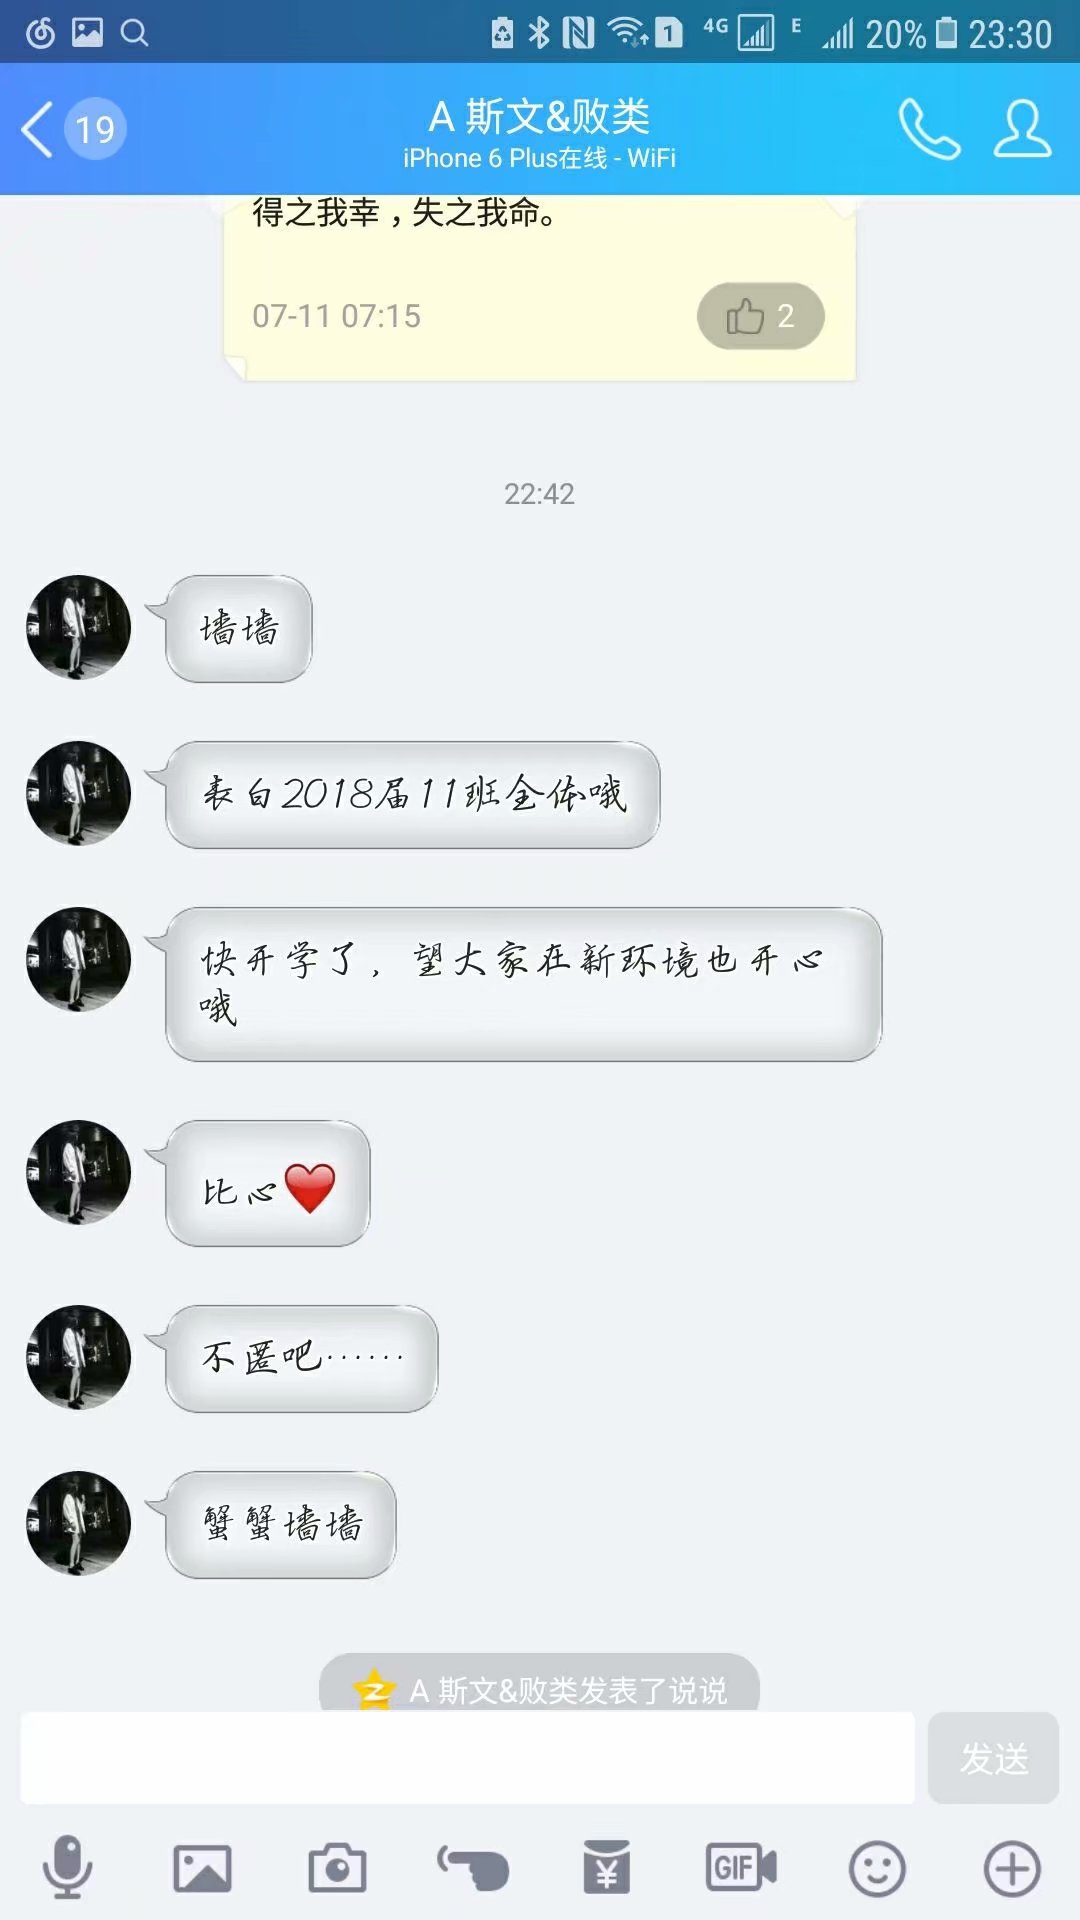 4G
E
20%
23:30
1
19
A 斯文&败类
iPhone 6 Plus在线 - WiFi
得之我幸，失之我命。
07-11 07:15
2
22:42
墙墙
表白2018届11班全体哦
快开学了，望大家在新环境也开心
哦
比心
不匿吧……
蟹蟹墙墙
A 斯文&败类发表了说说
发送
GIF